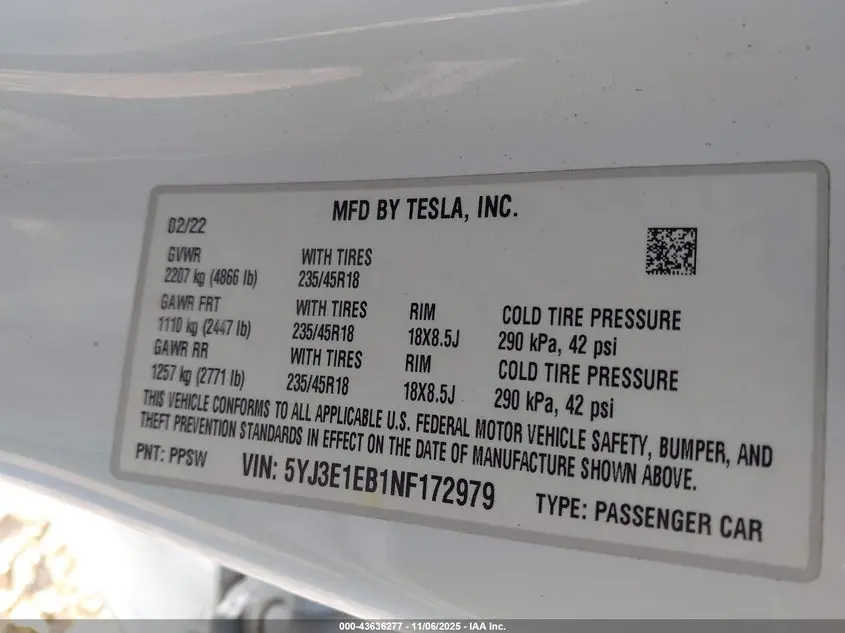 MFD BY TESLA, INC.
02/22
GVWR WITH TIRES
2207 kg (4866 lb) 235/45R18
GAWR FRT WITH TIRES RIM COLD TIRE PRESSURE
1110 kg (2447 lb) 235/45R18 18X8.5J 290 kPa, 42 psi
GAWR RR WITH TIRES RIM COLD TIRE PRESSURE
1257 kg (2771 lb) 235/45R18 18X8.5J 290 kPa, 42 psi
THIS VEHICLE CONFORMS TO ALL APPLICABLE U.S. FEDERAL MOTOR VEHICLE SAFETY, BUMPER, AND
THEFT PREVENTION STANDARDS IN EFFECT ON THE DATE OF MANUFACTURE SHOWN ABOVE.
PNT: PPSW VIN: 5YJ3E1EB1NF172979 TYPE: PASSENGER CAR
000-43636277 - 11/06/2025 - IAA Inc.